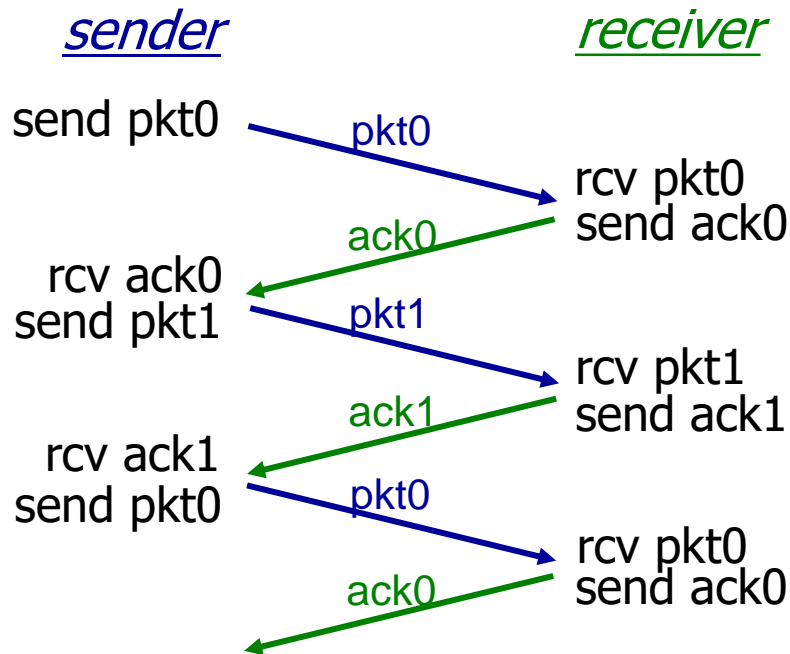 sender
receiver
send pkt0
pkt0
rcv pkt0
send ack0
ack0
rcv ack0
send pkt1
pkt1
rcv pkt1
send ack1
ack1
rcv ack1
send pkt0
pkt0
rcv pkt0
send ack0
ack0